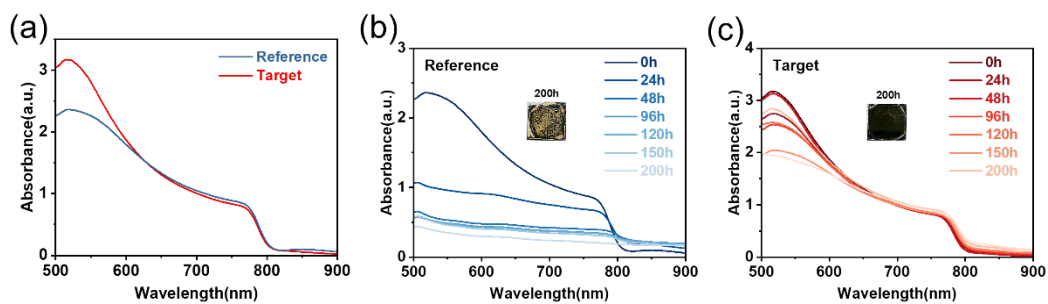 (a)
Absorbance(a.u.)
3
2
1
0
500 600 700 800 900
Wavelength(nm)
Reference
Target
(b)
Absorbance(a.u.)
3
2
1
0
500 600 700 800 900
Wavelength(nm)
Reference
200h
0h
24h
48h
96h
120h
150h
200h
(c)
Absorbance(a.u.)
4
3
2
1
0
500 600 700 800 900
Wavelength(nm)
Target
200h
0h
24h
48h
96h
120h
150h
200h